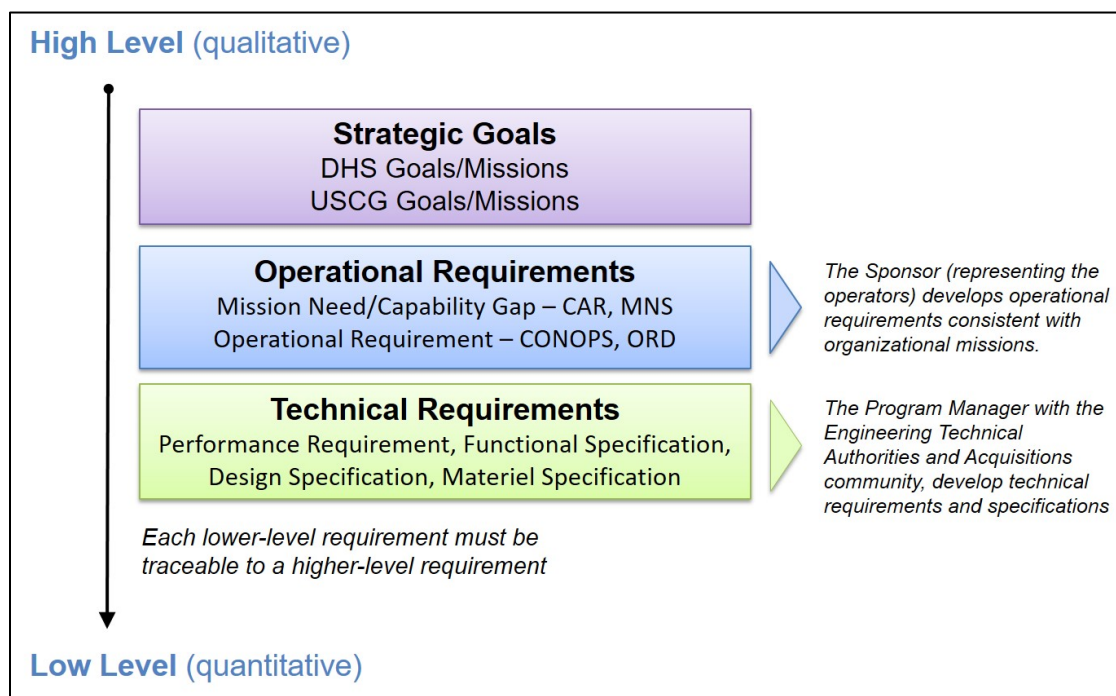 High Level (qualitative)
Strategic Goals
DHS Goals/Missions
USCG Goals/Missions
Operational Requirements
Mission Need/Capability Gap – CAR, MNS
Operational Requirement – CONOPS, ORD
The Sponsor (representing the
operators) develops operational
requirements consistent with
organizational missions.
Technical Requirements
Performance Requirement, Functional Specification,
Design Specification, Materiel Specification
The Program Manager with the
Engineering Technical
Authorities and Acquisitions
community, develop technical
requirements and specifications
Each lower-level requirement must be
traceable to a higher-level requirement
Low Level (quantitative)